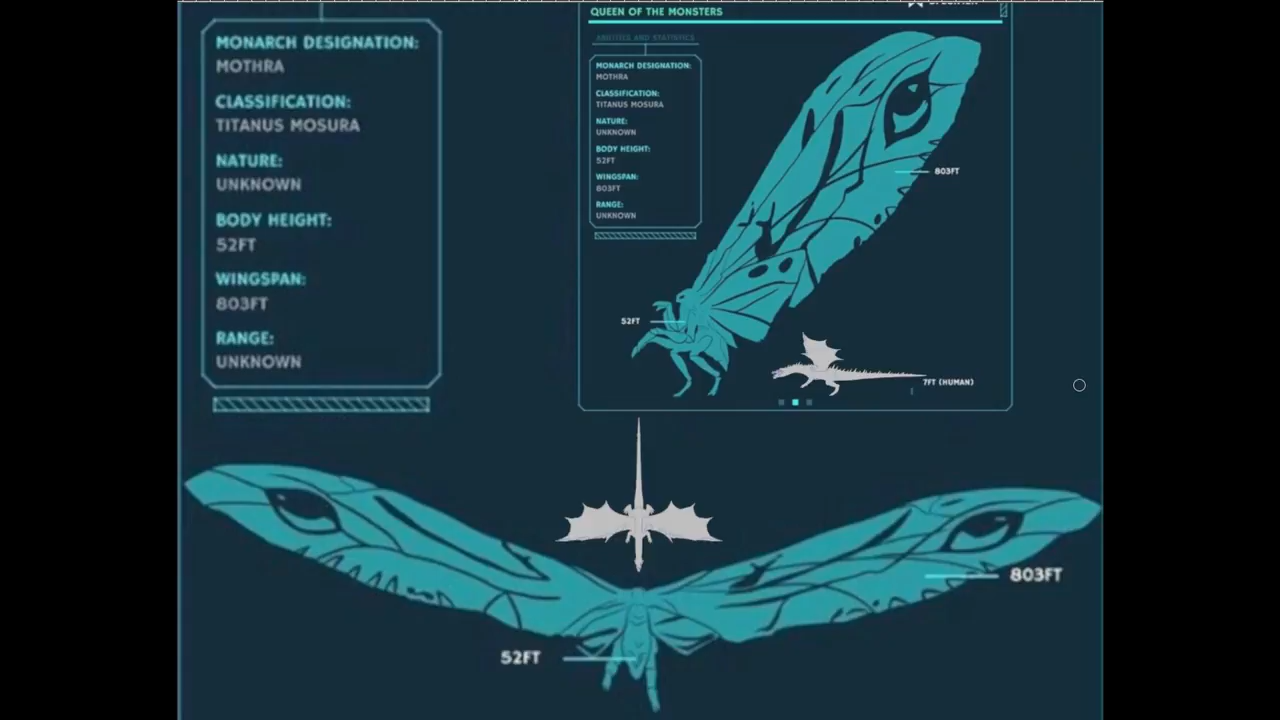 MONARCH DESIGNATION:
MOTHRA
CLASSIFICATION:
TITANUS MOSURA
NATURE:
UNKNOWN
BODY HEIGHT:
52FT
WINGSPAN:
803FT
RANGE:
UNKNOWN
QUEEN OF THE MONSTERS
ABILITIES AND STATISTICS
MONARCH DESIGNATION:
MOTHRA
CLASSIFICATION:
TITANUS MOSURA
NATURE:
UNKNOWN
BODY HEIGHT:
52FT
WINGSPAN:
803FT
RANGE:
UNKNOWN
803FT
52FT
7FT (HUMAN)
803FT
52FT